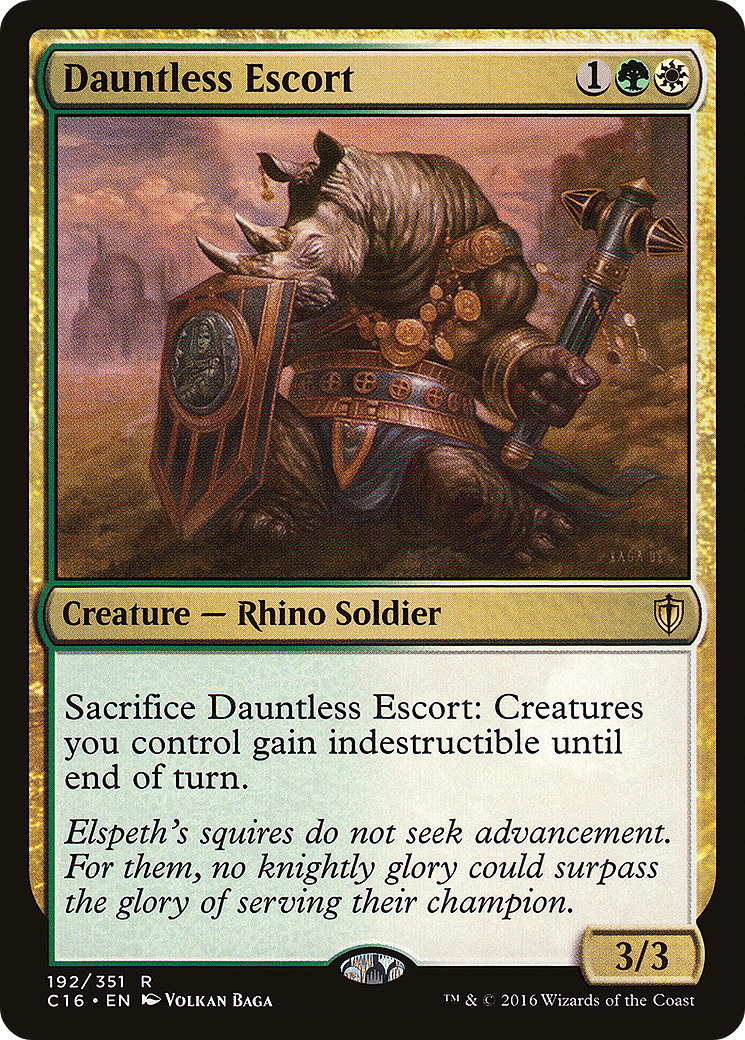 Dauntless Escort 1
Creature — Rhino Soldier
Sacrifice Dauntless Escort: Creatures
you control gain indestructible until
end of turn.
Elspeth's squires do not seek advancement.
For them, no knightly glory could surpass
the glory of serving their champion.
3/3
192/351 R
C16 • EN Volkan Baga
™ & © 2016 Wizards of the Coast